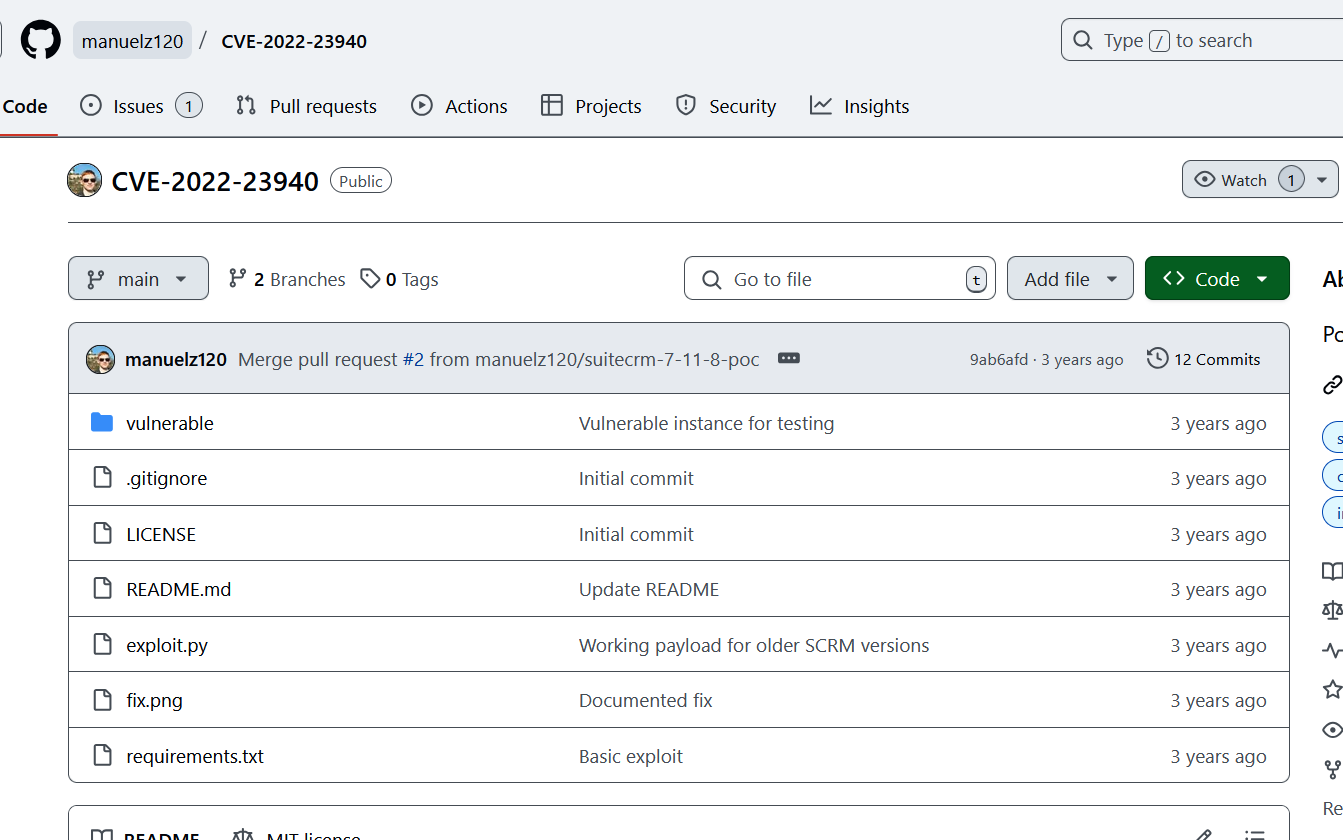 manuelz120 / CVE-2022-23940
Type / to search
Code
Issues 1
Pull requests
Actions
Projects
Security
Insights
CVE-2022-23940 Public
Watch 1
main
2 Branches
0 Tags
Go to file t
Add file
Code
manuelz120 Merge pull request #2 from manuelz120/suitecrm-7-11-8-poc
9ab6afd · 3 years ago
12 Commits
vulnerable Vulnerable instance for testing 3 years ago
.gitignore Initial commit 3 years ago
LICENSE Initial commit 3 years ago
README.md Update README 3 years ago
exploit.py Working payload for older SCRM versions 3 years ago
fix.png Documented fix 3 years ago
requirements.txt Basic exploit 3 years ago
README
MIT license